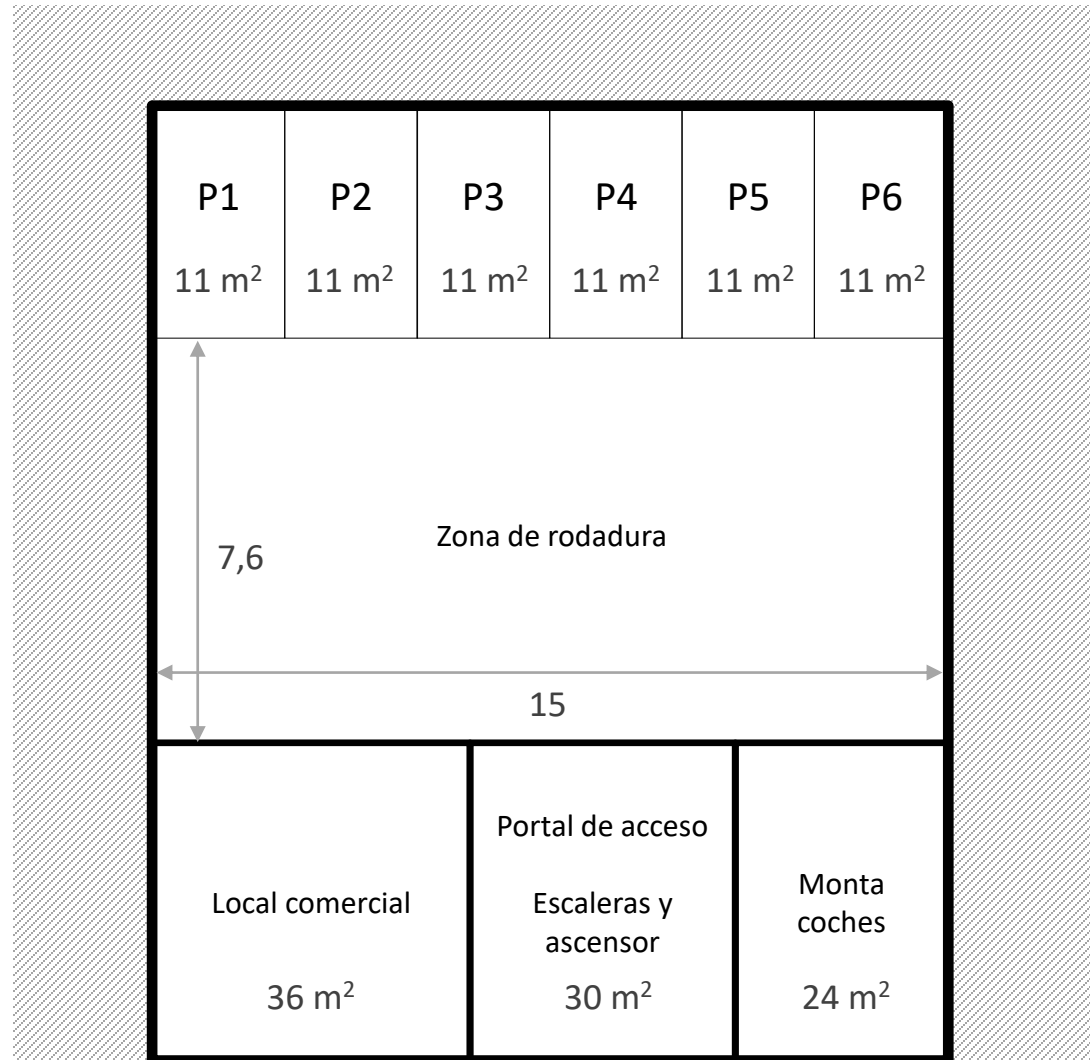 P1 P2 P3 P4 P5 P6
11 m² 11 m² 11 m² 11 m² 11 m² 11 m²
Zona de rodadura
7,6
15
Local comercial
36 m²
Portal de acceso
Escaleras y
ascensor
30 m²
Monta
coches
24 m²